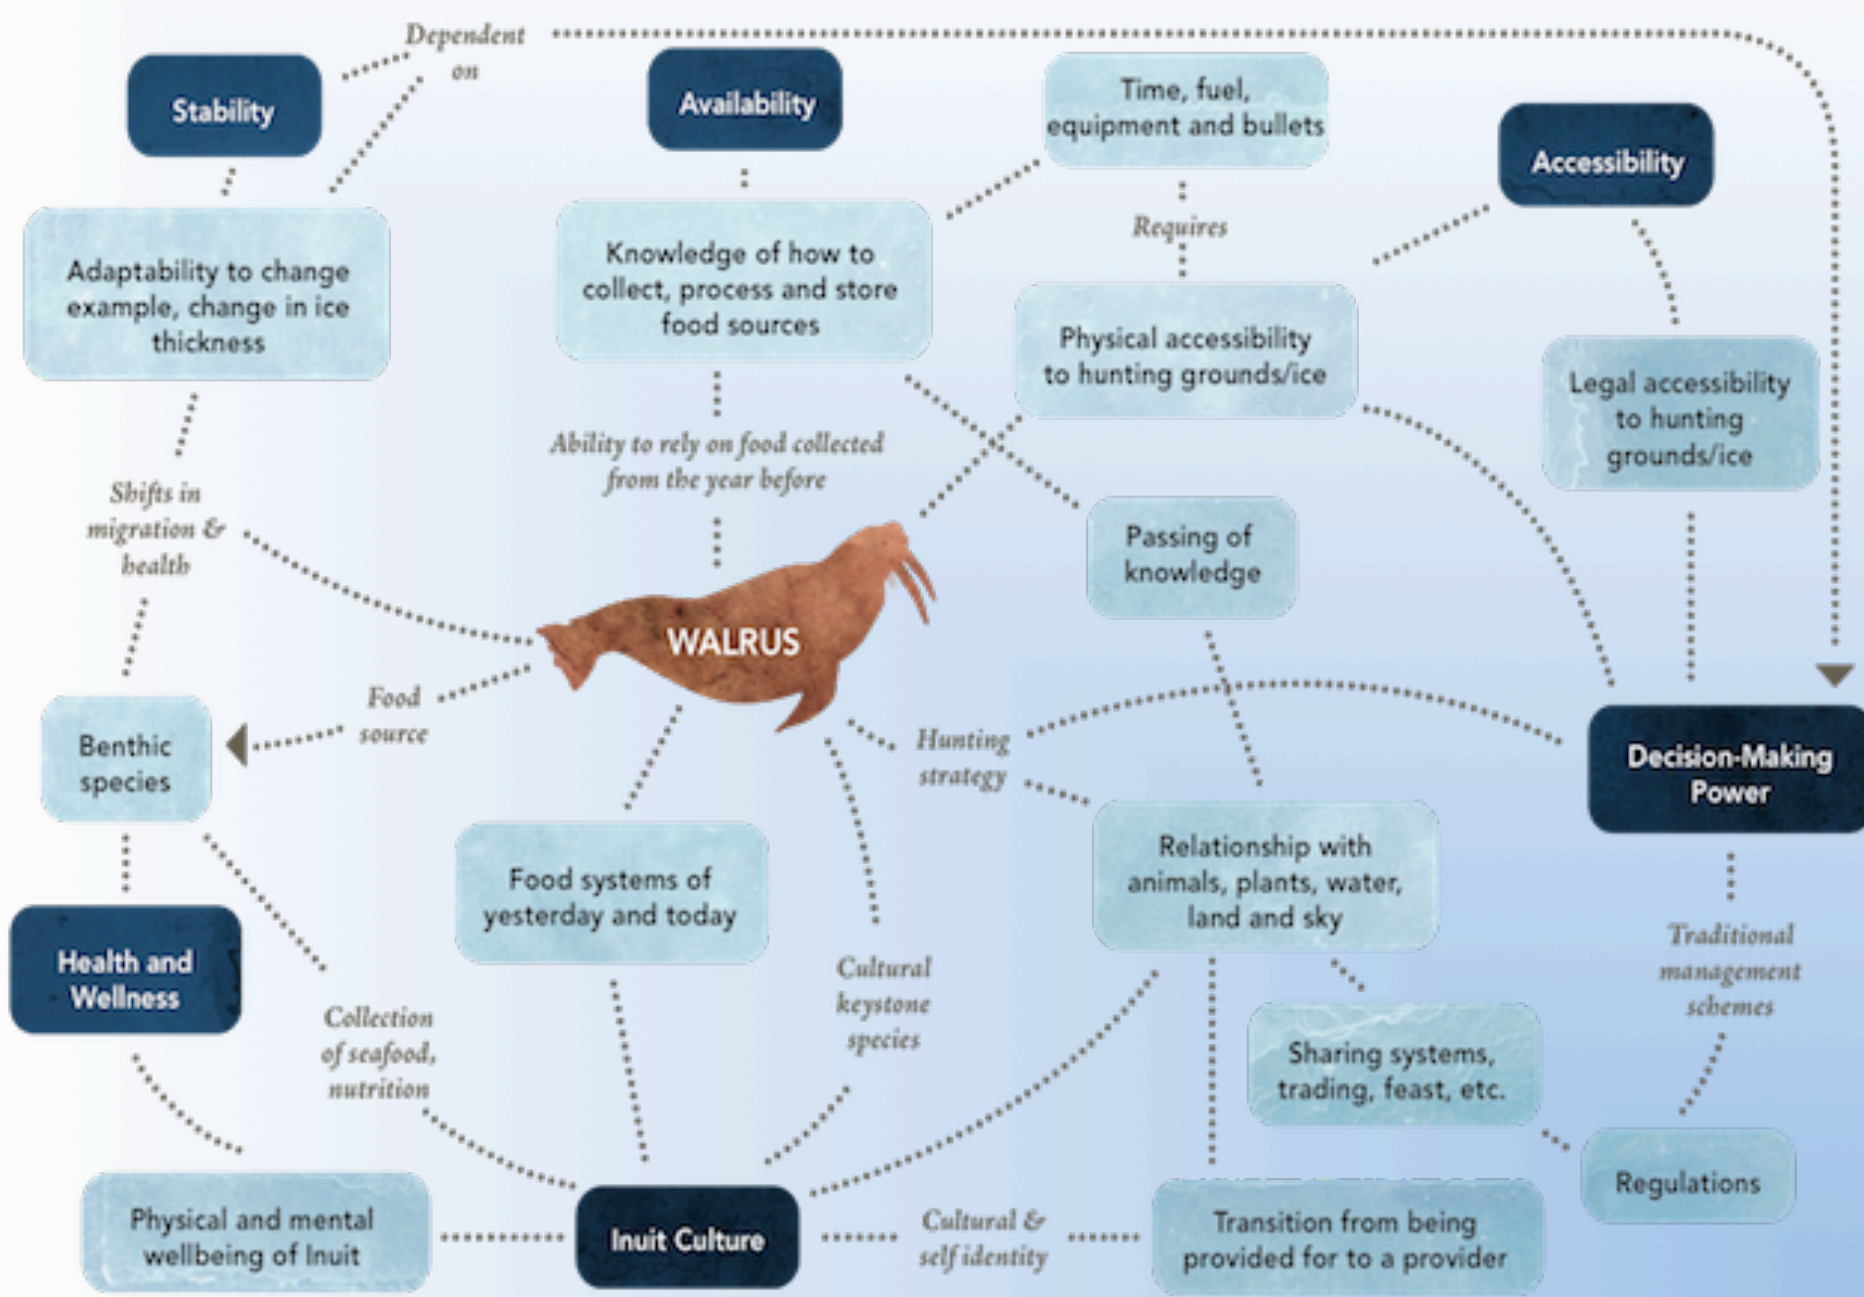 Dependent
on
Stability
Availability
Time, fuel,
equipment and bullets
Accessibility
Requires
Adaptability to change
example, change in ice
thickness
Knowledge of how to
collect, process and store
food sources
Physical accessibility
to hunting grounds/ice
Legal accessibility
to hunting
grounds/ice
Shifts in
migration &
health
Ability to rely on food collected
from the year before
Passing of
knowledge
WALRUS
Food
source
Benthic
species
Hunting
strategy
Decision-Making
Power
Food systems of
yesterday and today
Relationship with
animals, plants, water,
land and sky
Health and
Wellness
Cultural
keystone
species
Traditional
management
schemes
Collection
of seafood,
nutrition
Sharing systems,
trading, feast, etc.
Regulations
Physical and mental
wellbeing of Inuit
Inuit Culture
Cultural &
self identity
Transition from being
provided for to a provider